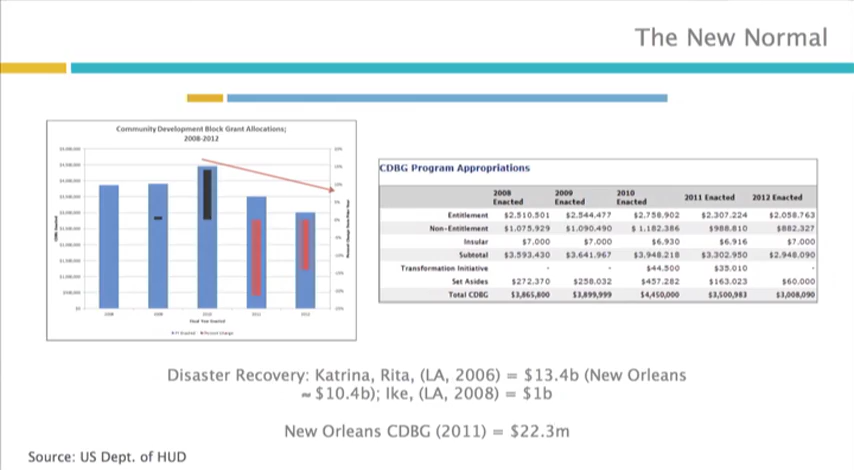 The New Normal
Community Development Block Grant Allocations;
2008-2012
Fiscal Year Enacted
CDBG Program Appropriations
2008 Enacted 2009 Enacted 2010 Enacted 2011 Enacted 2012 Enacted
Entitlement $2.510.501 $2.544.477 $2.758.902 $2.307.224 $2.058.763
Non-Entitlement $1.075.929 $1.090.490 $ 1.182.386 $988.810 $882.327
Insular $7.000 $7.000 $6.930 $6.916 $7.000
Subtotal $3.593.430 $3.641.967 $3.948.218 $3.302.950 $2.948.090
Transformation Initiative - - $44.500 $35.010 -
Set Asides $272.370 $258.032 $457.282 $163.023 $60.000
Total CDBG $3,865,800 $3,899,999 $4,450,000 $3,500,983 $3,008,090
Disaster Recovery: Katrina, Rita, (LA, 2006) = $13.4b (New Orleans
≈ $10.4b); Ike, (LA, 2008) = $1b
New Orleans CDBG (2011) = $22.3m
Source: US Dept. of HUD